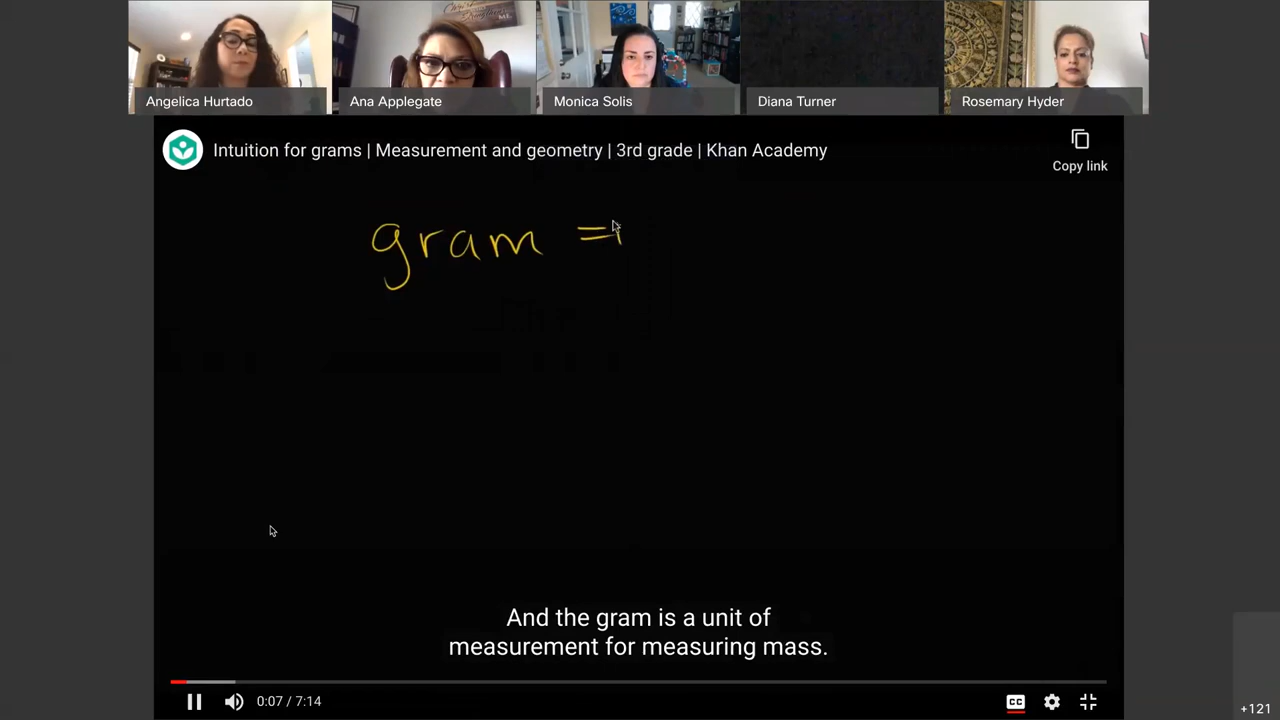 Angelica Hurtado
Ana Applegate
Monica Solis
Diana Turner
Rosemary Hyder
Intuition for grams | Measurement and geometry | 3rd grade | Khan Academy
Copy link
gram =
And the gram is a unit of
measurement for measuring mass.
0:07 / 7:14
CC
+121